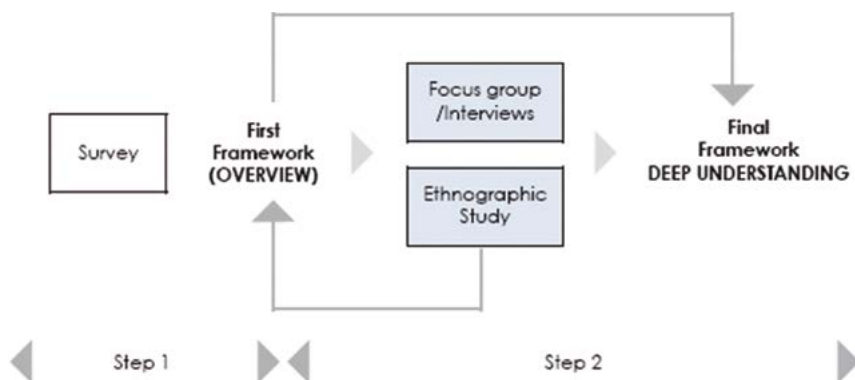 Survey
First
Framework
(OVERVIEW)
Focus group
/Interviews
Ethnographic
Study
Final
Framework
DEEP UNDERSTANDING
Step 1
Step 2